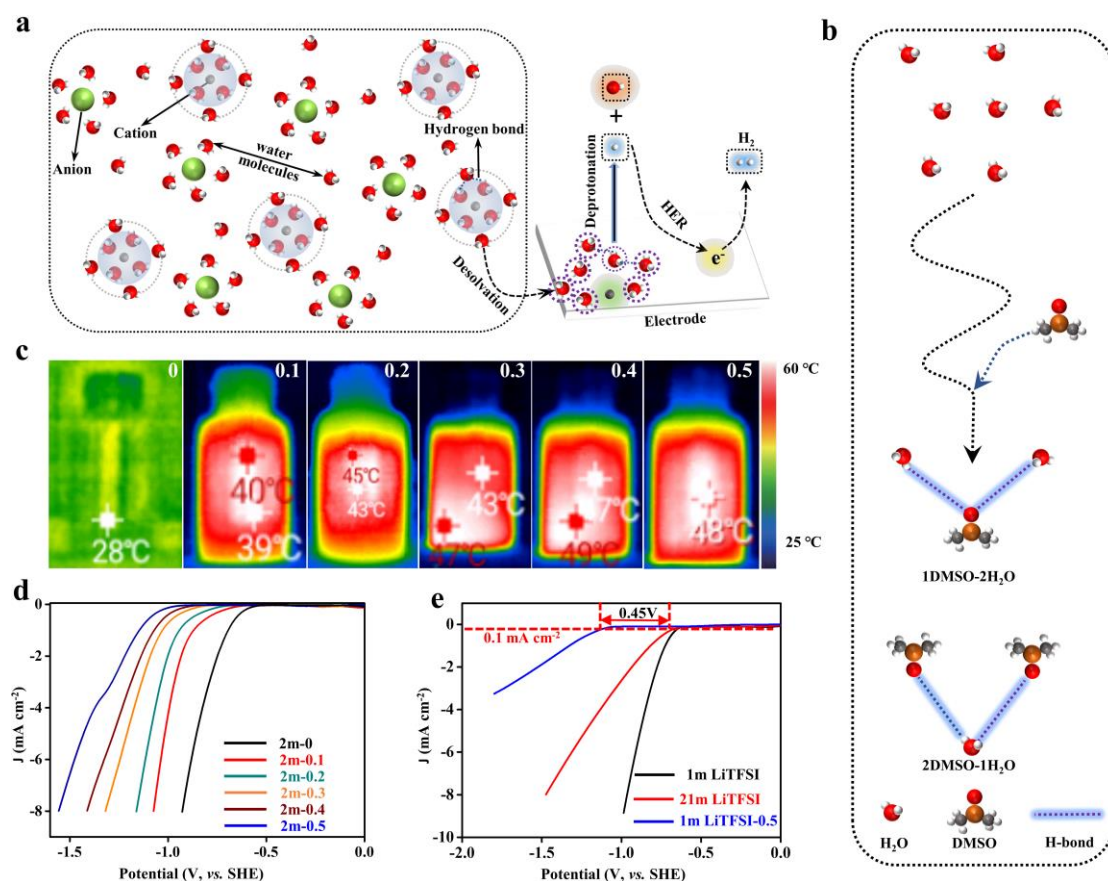 a
Cation
Anion
water
molecules
Hydrogen bond
Desolvation
Deprotonation
+
HER
H₂
e⁻
Electrode
b
1DMSO-2H₂O
2DMSO-1H₂O
H₂O
DMSO
H-bond
c
0
0.1
0.2
0.3
0.4
0.5
28°C
40°C
39°C
45°C
43°C
43°C
47°C
7°C
49°C
48°C
60 ℃
25 ℃
d
0
-2
-4
-6
-8
J (mA cm⁻²)
2m-0
2m-0.1
2m-0.2
2m-0.3
2m-0.4
2m-0.5
-1.5
-1.0
-0.5
0.0
Potential (V, vs. SHE)
e
0.45V
0.1 mA cm⁻²
0
-2
-4
-6
-8
-10
J (mA cm⁻²)
1m LiTFSI
21m LiTFSI
1m LiTFSI-0.5
-2.0
-1.5
-1.0
-0.5
0.0
Potential (V, vs. SHE)